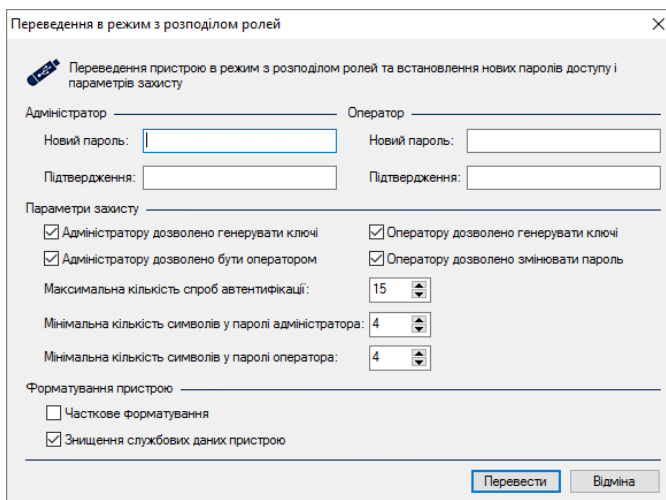 Переведення в режим з розподілом ролей
Переведення пристрою в режим з розподілом ролей та встановлення нових паролів доступу і
параметрів захисту
Адміністратор
Оператор
Новий пароль:
Новий пароль:
Підтвердження:
Підтвердження:
Параметри захисту
Адміністратору дозволено генерувати ключі
Оператору дозволено генерувати ключі
Адміністратору дозволено бути оператором
Оператору дозволено змінювати пароль
Максимальна кількість спроб автентифікації: 15
Мінімальна кількість символів у паролі адміністратора: 4
Мінімальна кількість символів у паролі оператора: 4
Форматування пристрою
Часткове форматування
Знищення службових даних пристрою
Перевести
Відміна